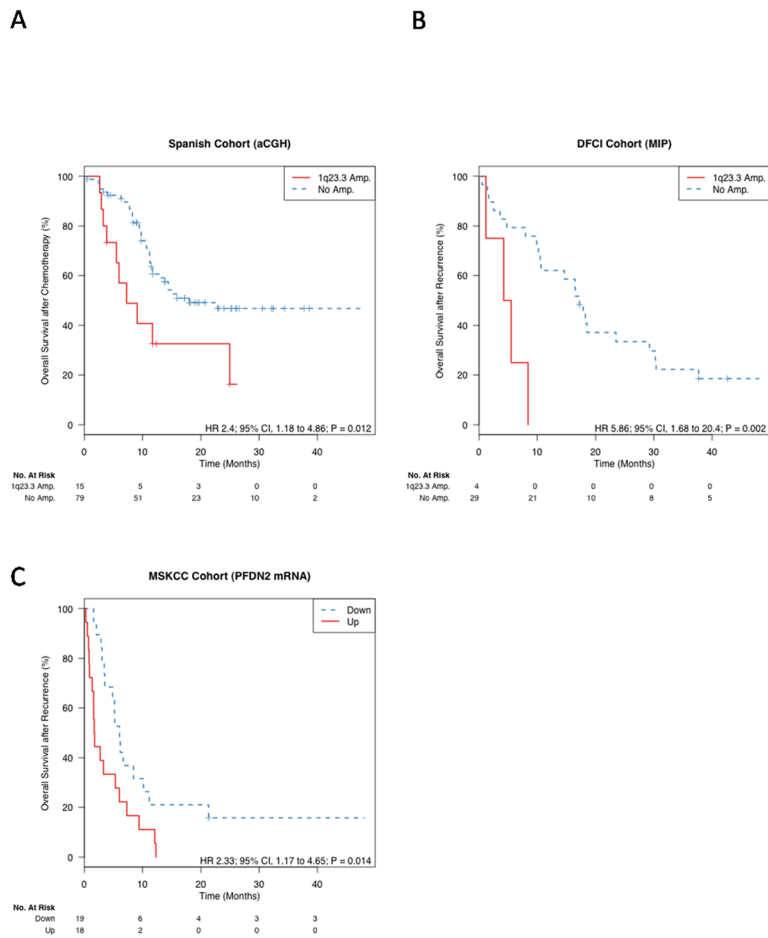 A
B
Spanish Cohort (aCGH)
1q23.3 Amp.
No Amp.
Overall Survival after Chemotherapy (%)
100
80
60
40
20
0
HR 2.4; 95% CI, 1.18 to 4.86; P = 0.012
0 10 20 30 40
Time (Months)
No. At Risk
1q23.3 Amp. 15 5 3 0 0
No Amp. 79 51 23 10 2
DFCI Cohort (MIP)
1q23.3 Amp.
No Amp.
Overall Survival after Recurrence (%)
100
80
60
40
20
0
HR 5.86; 95% CI, 1.68 to 20.4; P = 0.002
0 10 20 30 40
Time (Months)
No. At Risk
1q23.3 Amp. 4 0 0 0 0
No Amp. 29 21 10 8 5
C
MSKCC Cohort (PFDN2 mRNA)
Down
Up
Overall Survival after Recurrence (%)
100
80
60
40
20
0
HR 2.33; 95% CI, 1.17 to 4.65; P = 0.014
0 10 20 30 40
Time (Months)
No. At Risk
Down 19 6 4 3 3
Up 18 2 0 0 0